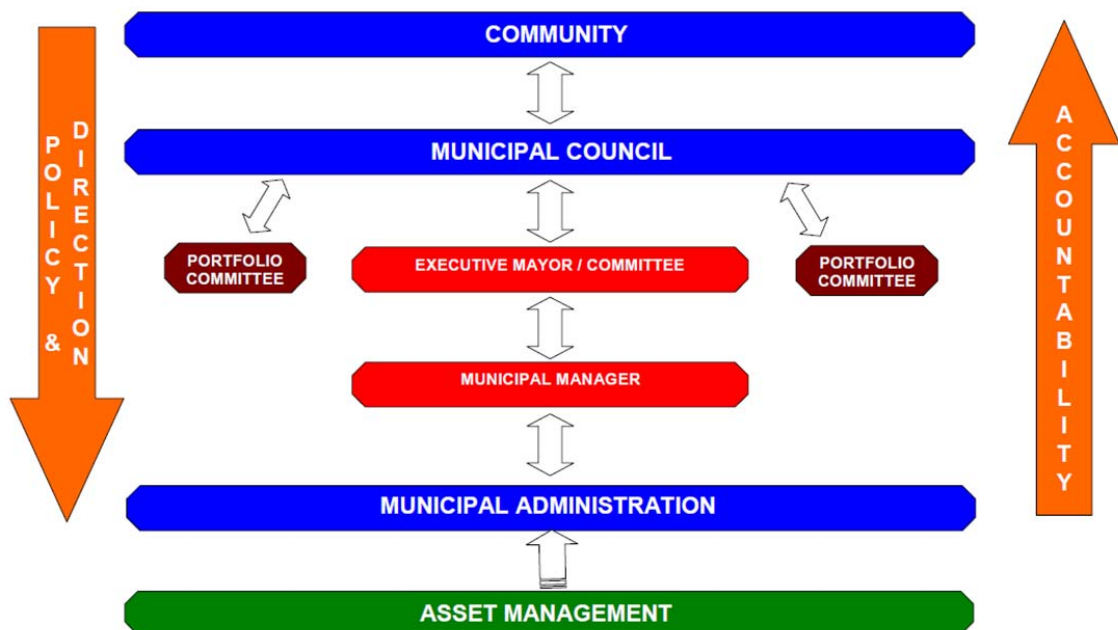 COMMUNITY
POLICY &
DIRECTION
ACCOUNTABILITY
MUNICIPAL COUNCIL
PORTFOLIO
COMMITTEE
EXECUTIVE MAYOR / COMMITTEE
PORTFOLIO
COMMITTEE
MUNICIPAL MANAGER
MUNICIPAL ADMINISTRATION
ASSET MANAGEMENT